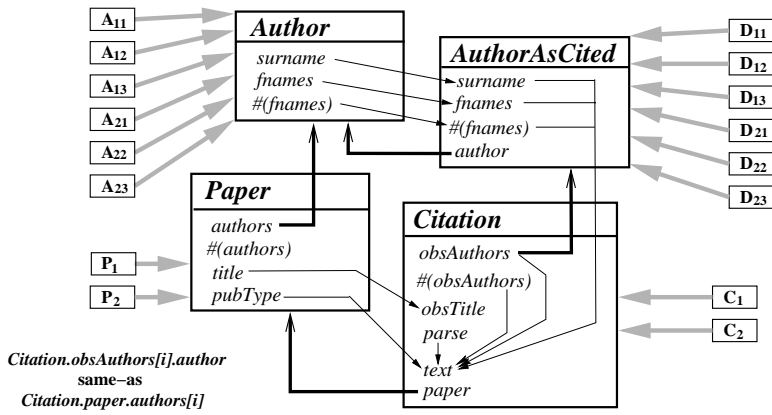 A11
A12
A13
A21
A22
A23
Author
surname
fnames
#(fnames)
AuthorAsCited
surname
fnames
#(fnames)
author
D11
D12
D13
D21
D22
D23
Paper
authors
#(authors)
title
pubType
P1
P2
Citation
obsAuthors
#(obsAuthors)
obsTitle
parse
text
paper
C1
C2
Citation.obsAuthors[i].author
same−as
Citation.paper.authors[i]